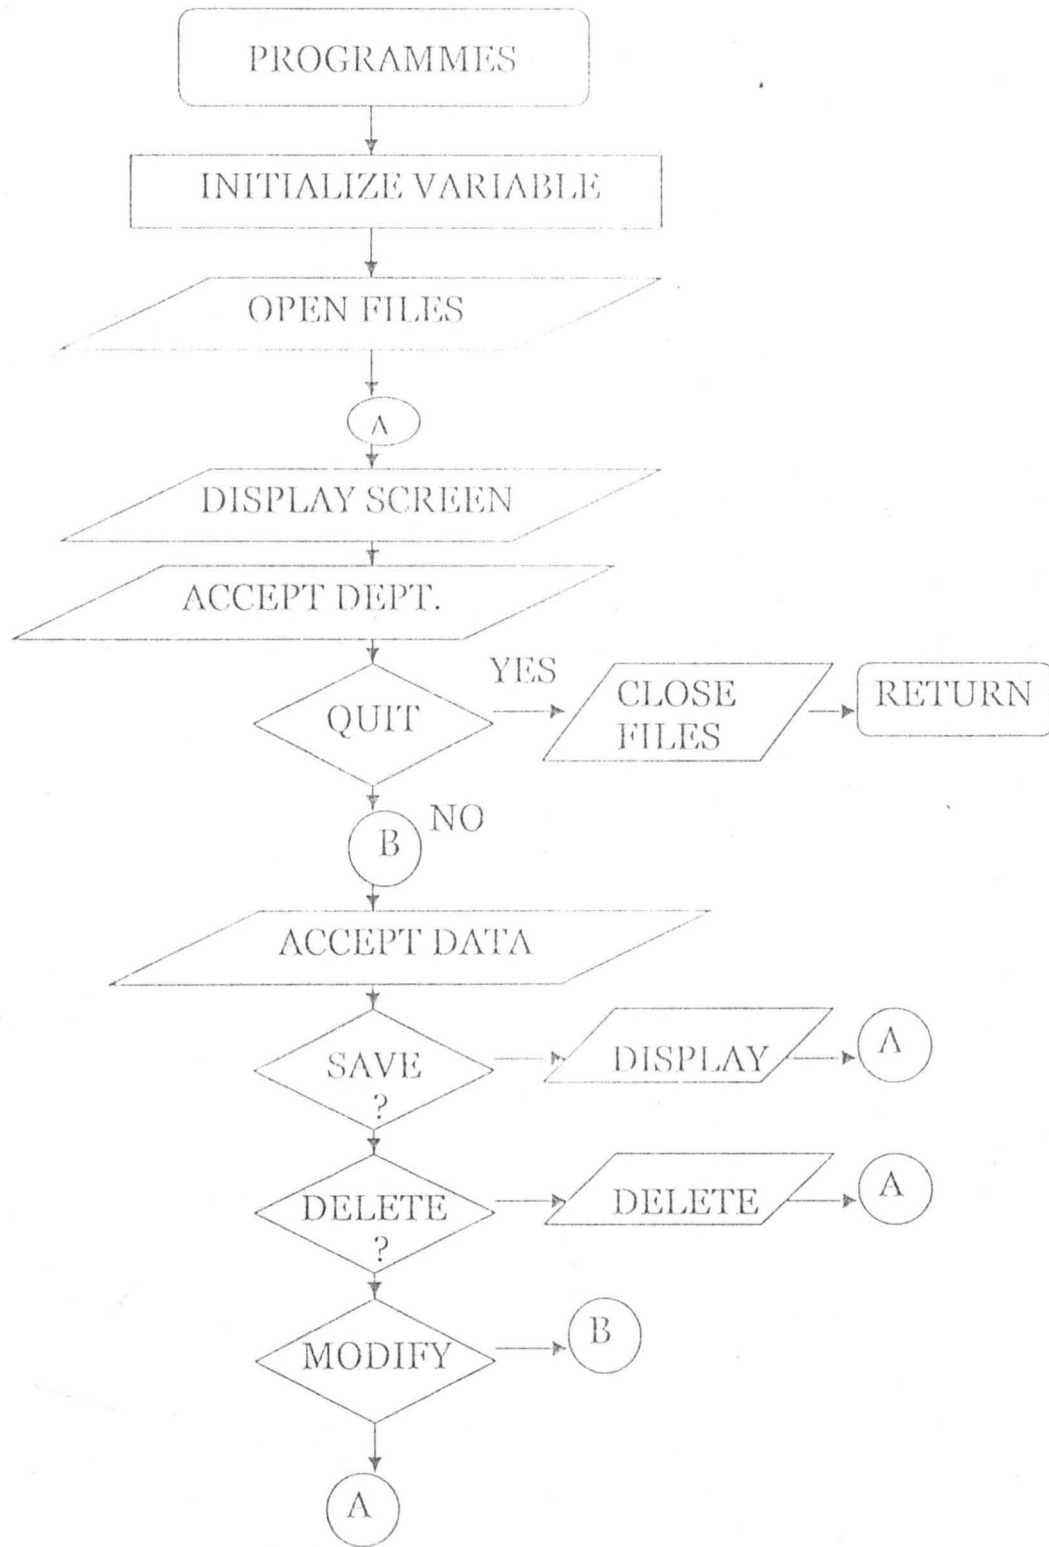 PROGRAMMES
INITIALIZE VARIABLE
OPEN FILES
A
DISPLAY SCREEN
ACCEPT DEPT.
QUIT
YES
CLOSE
FILES
RETURN
NO
B
ACCEPT DATA
SAVE
?
DISPLAY
A
DELETE
?
DELETE
A
MODIFY
B
A